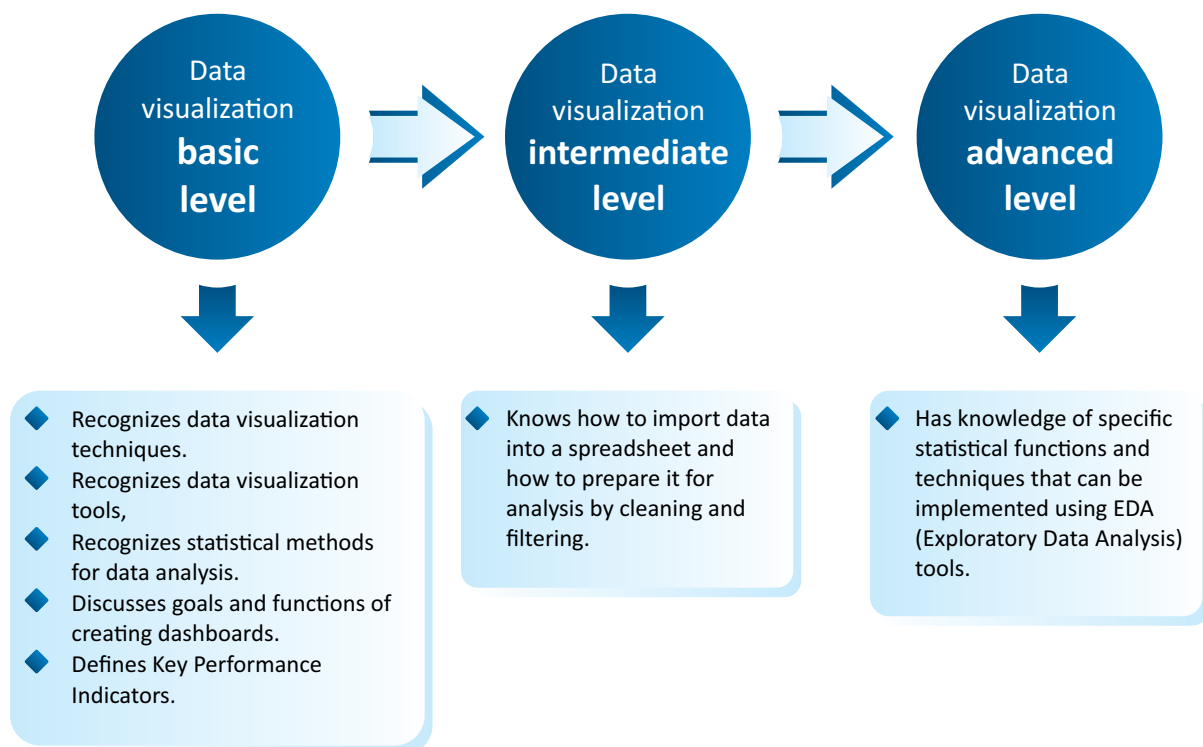 Data
visualization
basic
level
Data
visualization
intermediate
level
Data
visualization
advanced
level
Recognizes data visualization
techniques.
Recognizes data visualization
tools,
Recognizes statistical methods
for data analysis.
Discusses goals and functions of
creating dashboards.
Defines Key Performance
Indicators.
Knows how to import data
into a spreadsheet and
how to prepare it for
analysis by cleaning and
filtering.
Has knowledge of specific
statistical functions and
techniques that can be
implemented using EDA
(Exploratory Data Analysis)
tools.